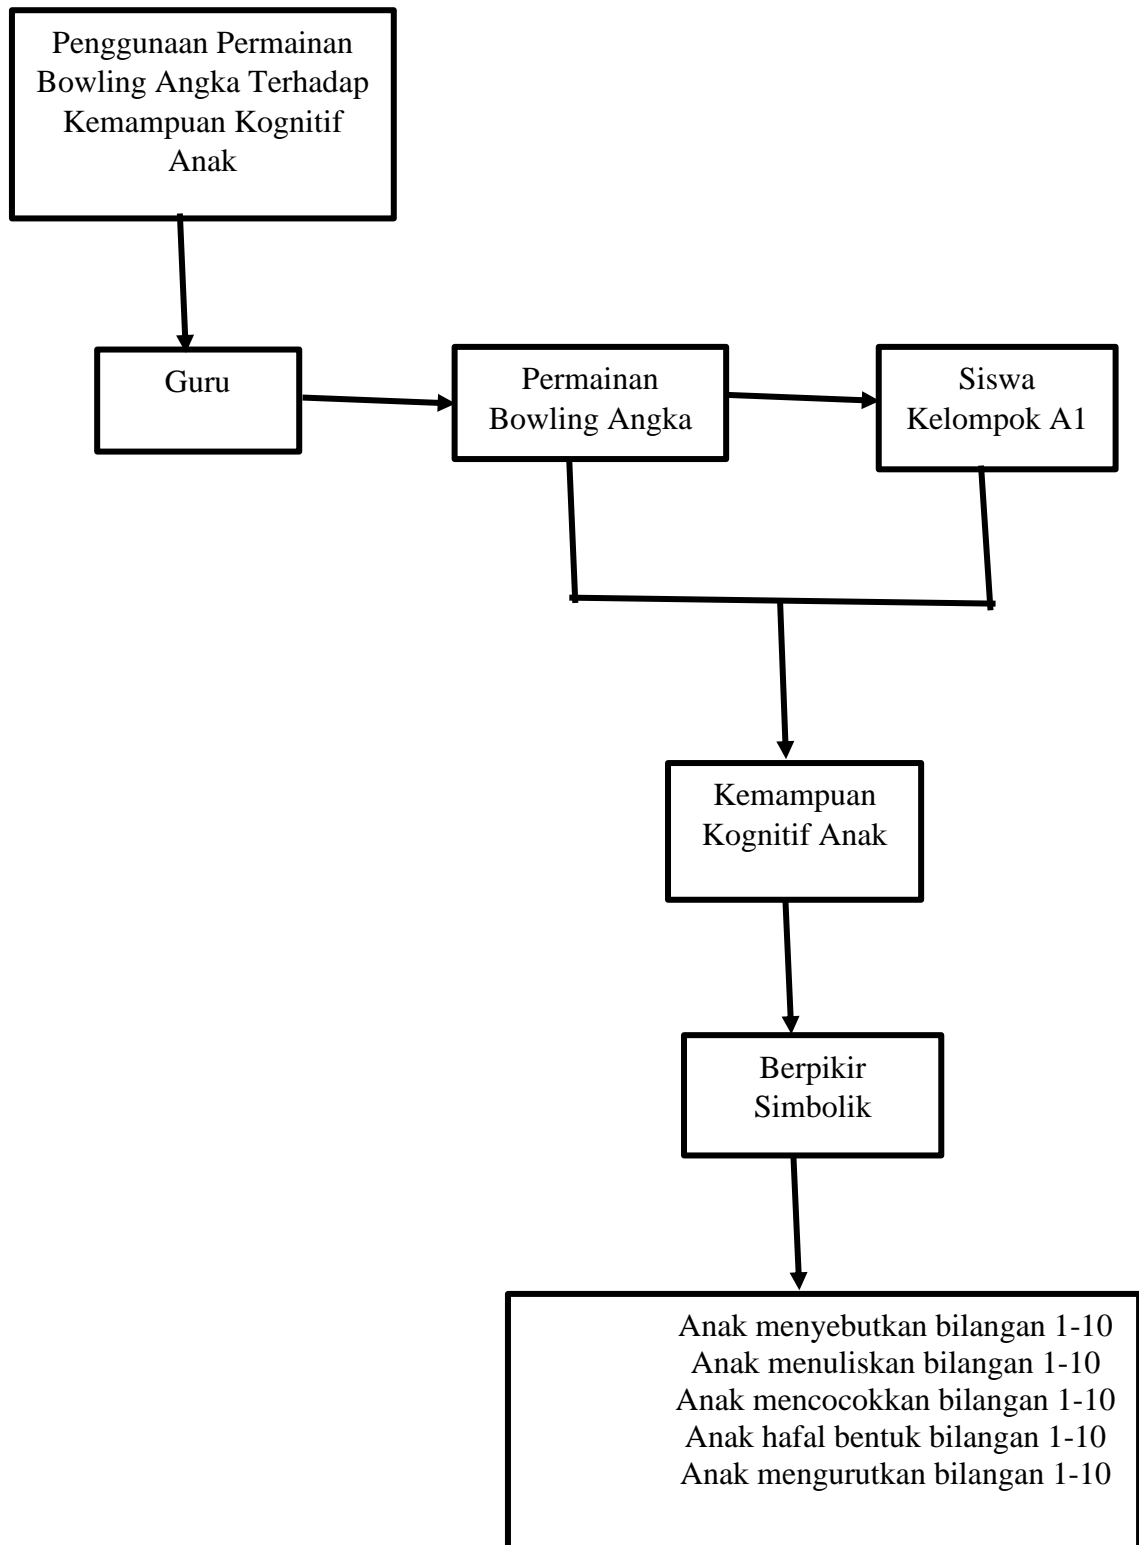 Penggunaan Permainan
Bowling Angka Terhadap
Kemampuan Kognitif
Anak
Guru
Permainan
Bowling Angka
Siswa
Kelompok A1
Kemampuan
Kognitif Anak
Berpikir
Simbolik
Anak menyebutkan bilangan 1-10
Anak menuliskan bilangan 1-10
Anak mencocokkan bilangan 1-10
Anak hafal bentuk bilangan 1-10
Anak mengurutkan bilangan 1-10